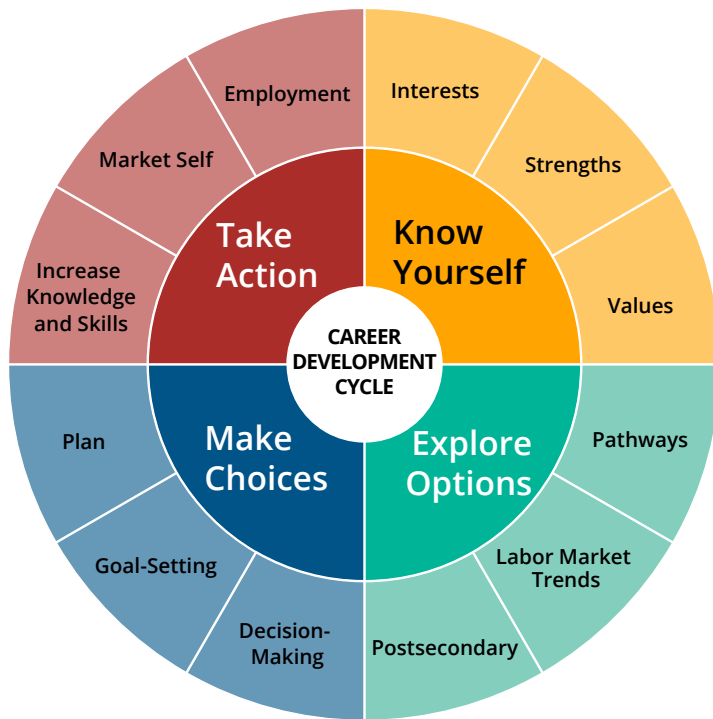 CAREER
DEVELOPMENT
CYCLE
Know
Yourself
Interests
Strengths
Values
Explore
Options
Pathways
Labor Market
Trends
Postsecondary
Make
Choices
Decision-
Making
Goal-Setting
Plan
Take
Action
Increase
Knowledge
and Skills
Market Self
Employment